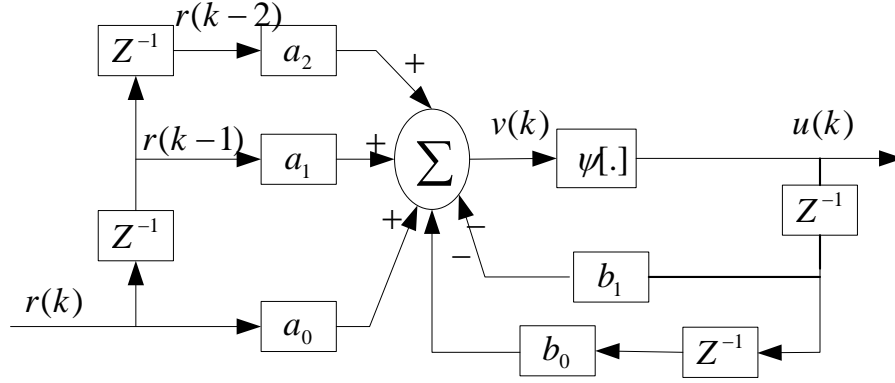 r(k−2)
Z⁻¹
a₂
+
r(k−1)
a₁
+
Σ
v(k)
ψ[.]
u(k)
Z⁻¹
Z⁻¹
+
−
−
b₁
r(k)
a₀
b₀
Z⁻¹